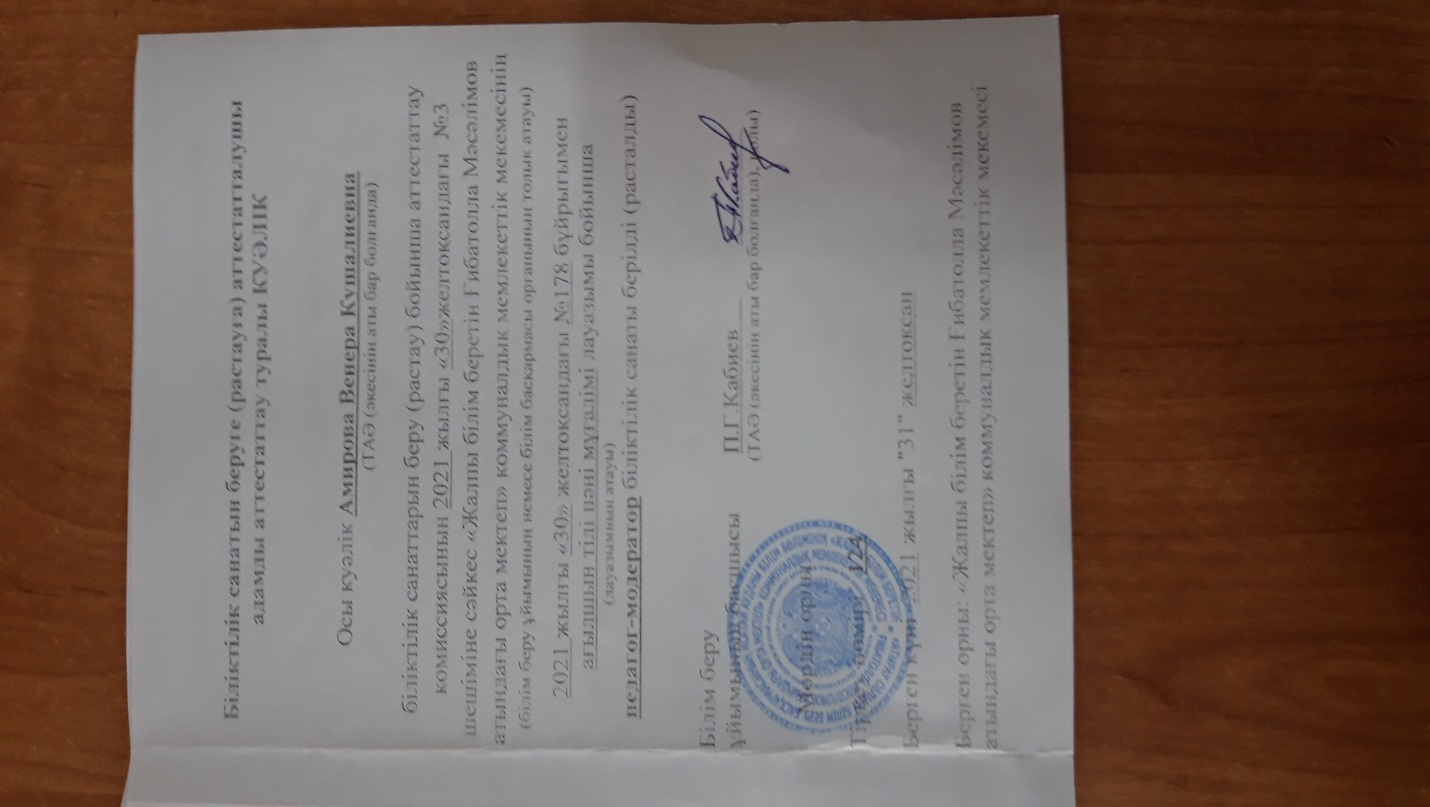 Біліктілік санатын беруге (растауға) аттестатталушы
адамды аттестаттау туралы КУӘЛІК
Осы куәлік Амирова Венера Кушалиевна
(ТАӘ (әкесінің аты бар болғанда)
біліктілік санаттарын беру (растау) бойынша аттестаттау
комиссиясының 2021 жылғы «30»желтоқсандағы №3
шешіміне сәйкес «Жалпы білім беретін Ғибатолла Мәсәлімов
атындағы орта мектеп» коммуналдык мемлекеттік мекемесінің
(білім беру ұйымының немесе білім басқармасы органының толық атауы)
2021 жылғы «30» желтоқсандағы №178 бұйрығымен
ағылшын тілі пәні мұғалімі лауазымы бойынша
(лауазымның атауы)
педагог-модератор біліктілік санаты берілді (расталды)
Білім беру
ұйымының басшысы П.Г.Кабиев
(ТАӘ (әкесінің аты бар болғанда), қолы)
Мөрдің орны
Тіркеу нөмірі 124
Берген күні 2021 жылғы "31" желтоқсан
Берген орны: «Жалпы білім беретін Ғибатолла Мәсәлімов
атындағы орта мектеп» коммуналдык мемлекеттік мекемесі